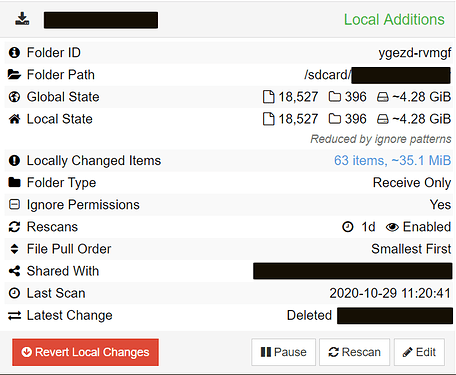 Local Additions
Folder ID ygezd-rvmgf
Folder Path /sdcard/
Global State 18,527 396 ~4.28 GiB
Local State 18,527 396 ~4.28 GiB
Reduced by ignore patterns
Locally Changed Items 63 items, ~35.1 MiB
Folder Type Receive Only
Ignore Permissions Yes
Rescans 1d Enabled
File Pull Order Smallest First
Shared With
Last Scan 2020-10-29 11:20:41
Latest Change Deleted
Revert Local Changes Pause Rescan Edit